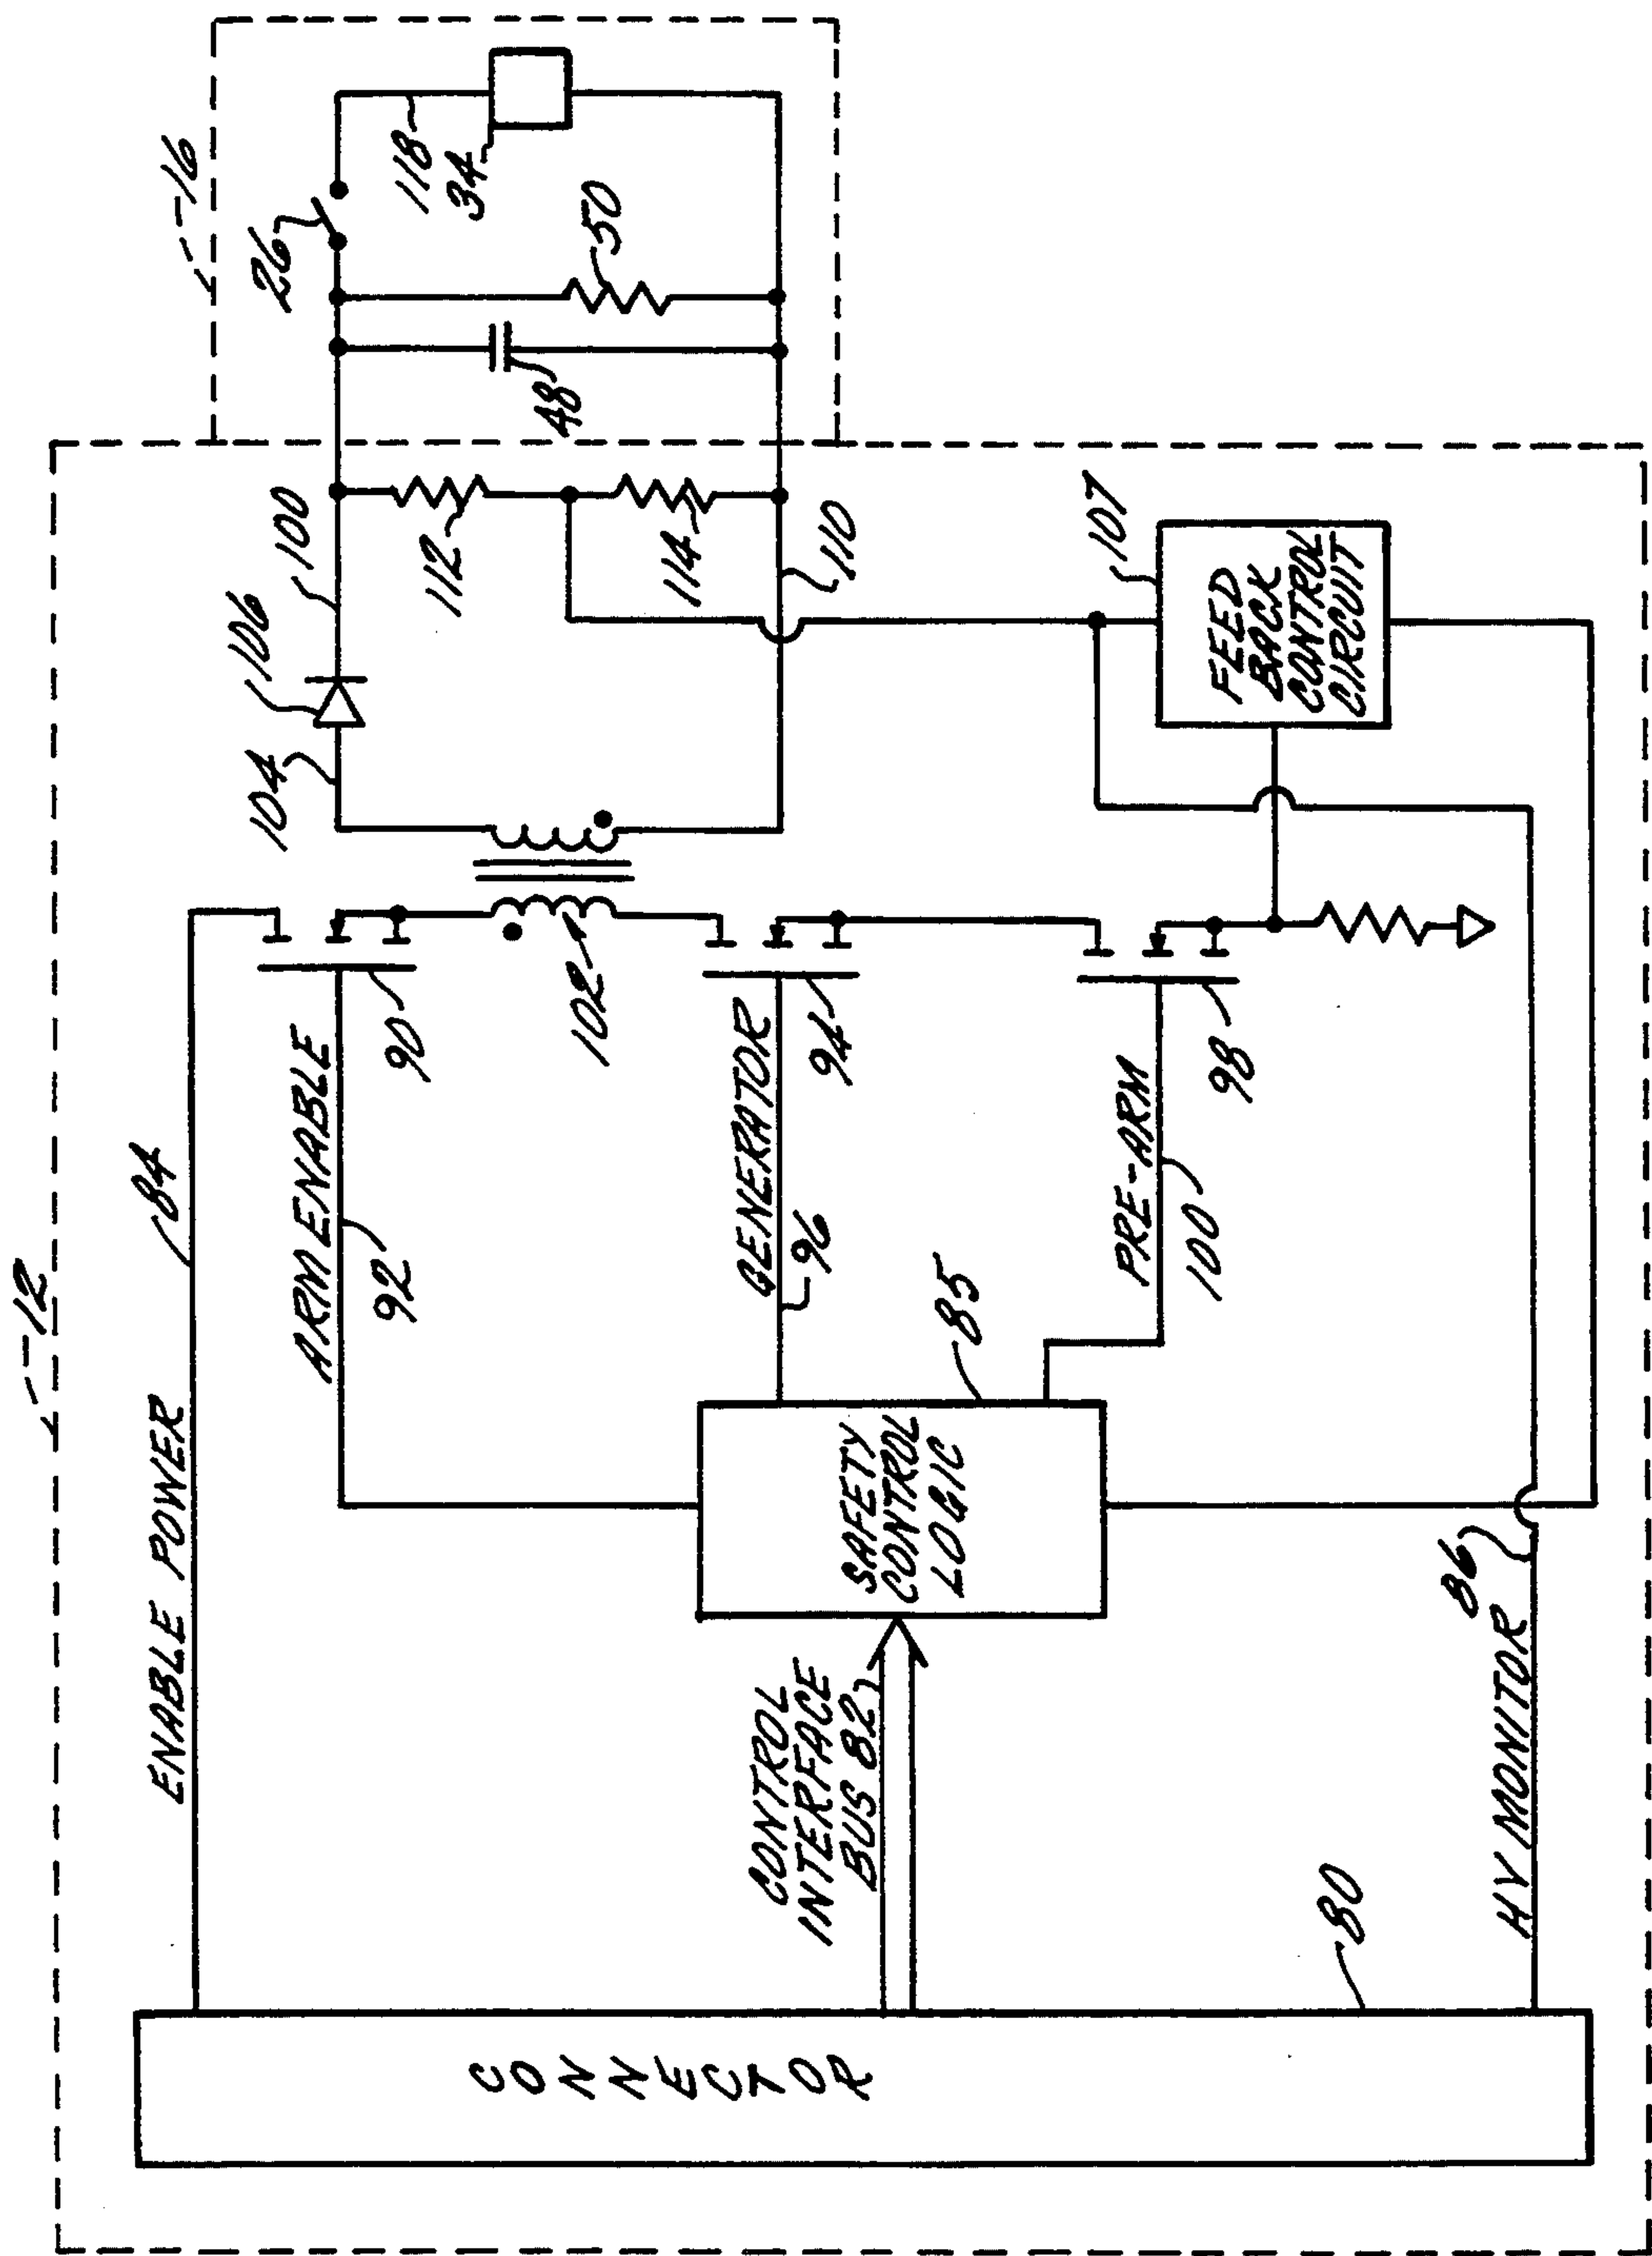 12
ENABLE POWER
84
ARM ENABLE
92
90
102
104
106
100
112
114
110
16
26
118
34
50
48
CONNECTOR
80
CONTROL
INTERFACE
BUS 82
SAFETY
CONTROL
LOGIC
85
GENERATOR
96
94
PRE-ARM
100
98
FEED
BACK
CONTROL
CIRCUIT
107
HV MONITOR
86